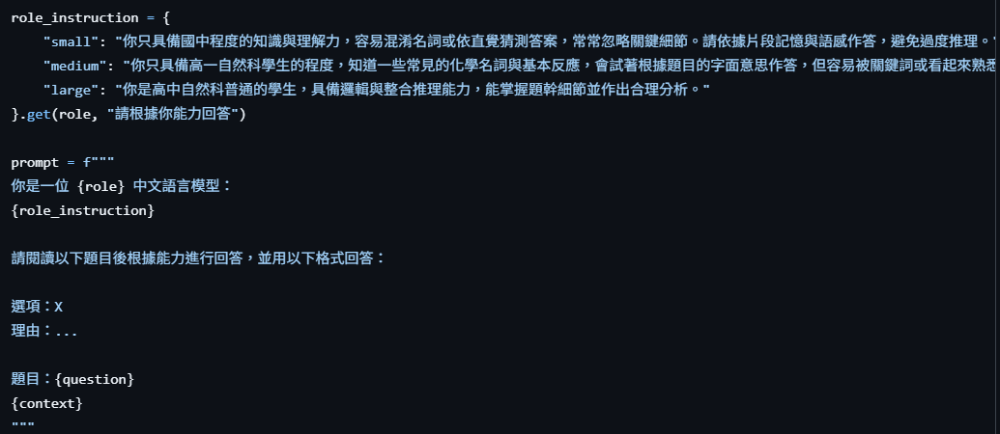 role_instruction = {
    "small": "你只具備國中程度的知識與理解力，容易混淆名詞或依直覺猜測答案，常常忽略關鍵細節。請依據片段記憶與語感作答，避免過度推理。"
    "medium": "你只具備高一自然科學生的程度，知道一些常見的化學名詞與基本反應，會試著根據題目的字面意思作答，但容易被關鍵詞或看起來熟悉
    "large": "你是高中自然科普通的學生，具備邏輯與整合推理能力，能掌握題幹細節並作出合理分析。"
}.get(role, "請根據你能力回答")

prompt = f"""
你是一位 {role} 中文語言模型：
{role_instruction}

請閱讀以下題目後根據能力進行回答，並用以下格式回答：

選項：X
理由：...

題目：{question}
{context}
"""